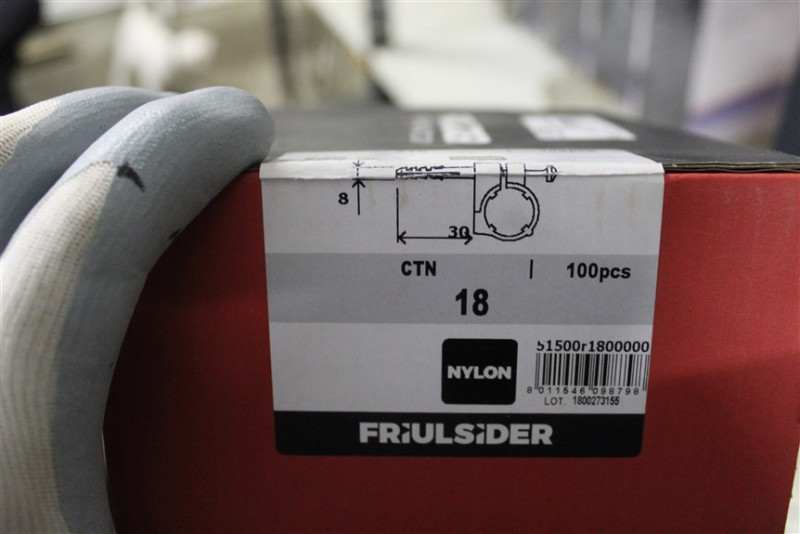 8
30
CTN | 100pcs
18
51500r1800000
NYLON
8 011546 098798
LOT. 1800273155
FRIULSIDER